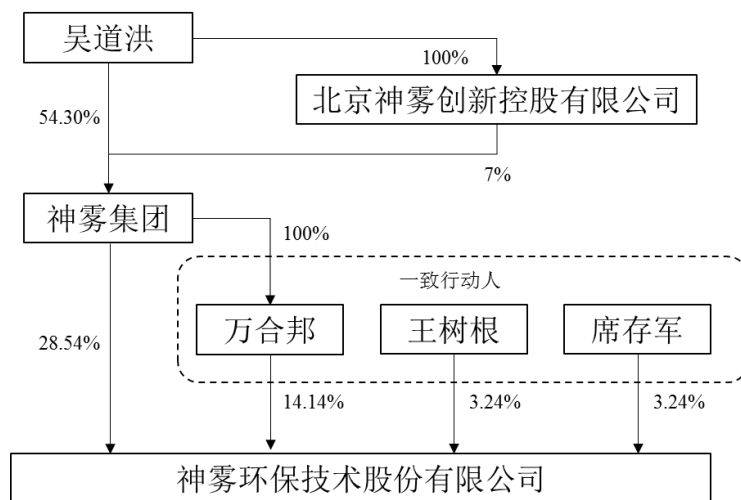 吴道洪
100%
北京神雾创新控股有限公司
54.30%
7%
神雾集团
100%
一致行动人
万合邦
王树根
席存军
28.54%
14.14%
3.24%
3.24%
神雾环保技术股份有限公司